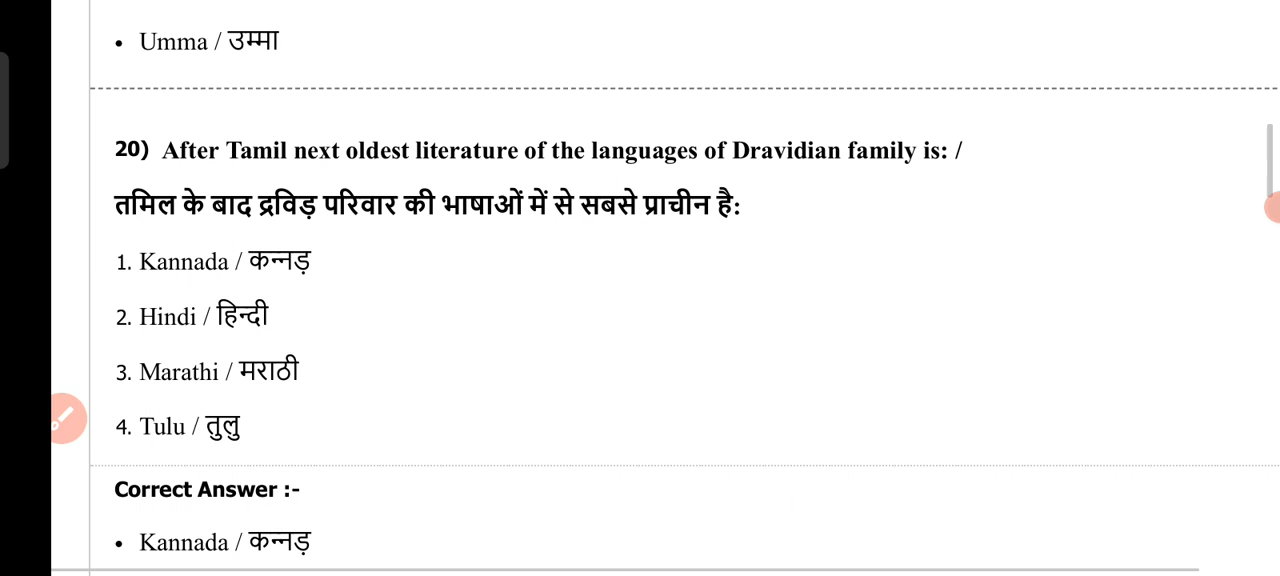 • Umma / उम्मा
20) After Tamil next oldest literature of the languages of Dravidian family is: /
तमिल के बाद द्रविड़ परिवार की भाषाओं में से सबसे प्राचीन है:
1. Kannada / कन्नड़
2. Hindi / हिन्दी
3. Marathi / मराठी
4. Tulu / तुलु
Correct Answer :-
• Kannada / कन्नड़